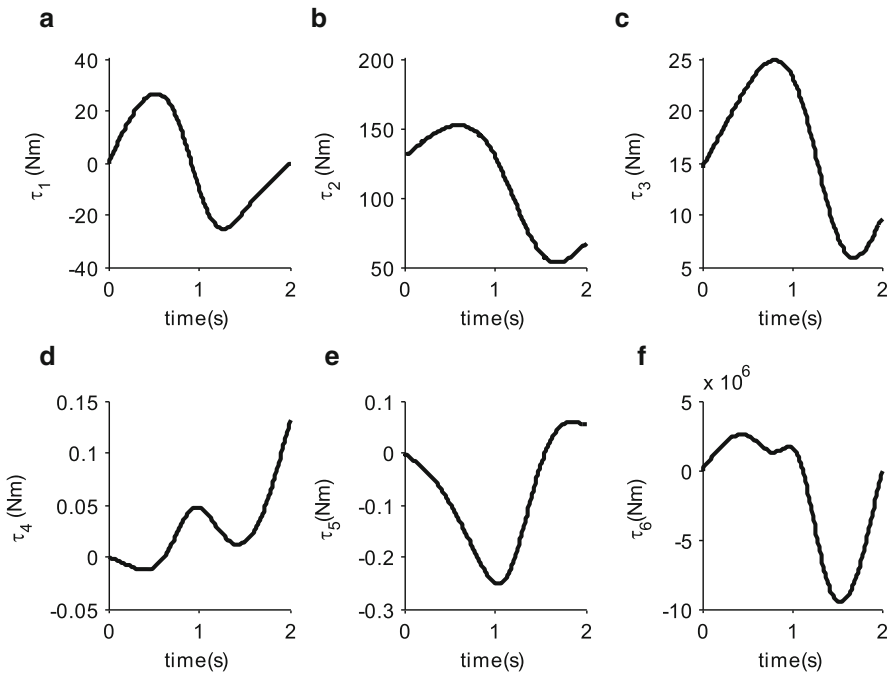 a
40
20
0
-20
-40
τ1 (Nm)
0 1 2
time(s)
b
200
150
100
50
τ2 (Nm)
0 1 2
time(s)
c
25
20
15
10
5
τ3 (Nm)
0 1 2
time(s)
d
0.15
0.1
0.05
0
-0.05
τ4 (Nm)
0 1 2
time(s)
e
0.1
0
-0.1
-0.2
-0.3
τ5(Nm)
0 1 2
time(s)
f
x 10^6
5
0
-5
-10
τ6(Nm)
0 1 2
time(s)